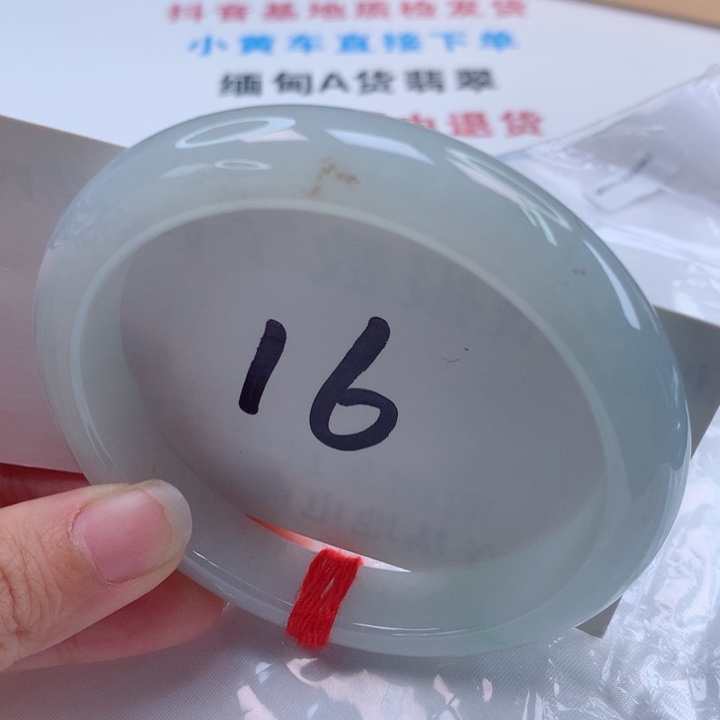 抖音基地质检发货
小黄车直接下单
缅甸A货翡翠
退货
16